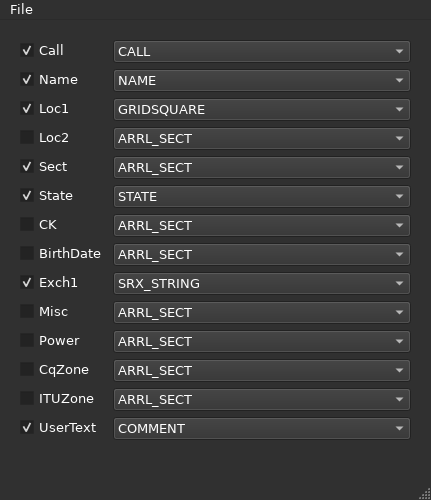 File
Call CALL
Name NAME
Loc1 GRIDSQUARE
Loc2 ARRL_SECT
Sect ARRL_SECT
State STATE
CK ARRL_SECT
BirthDate ARRL_SECT
Exch1 SRX_STRING
Misc ARRL_SECT
Power ARRL_SECT
CqZone ARRL_SECT
ITUZone ARRL_SECT
UserText COMMENT